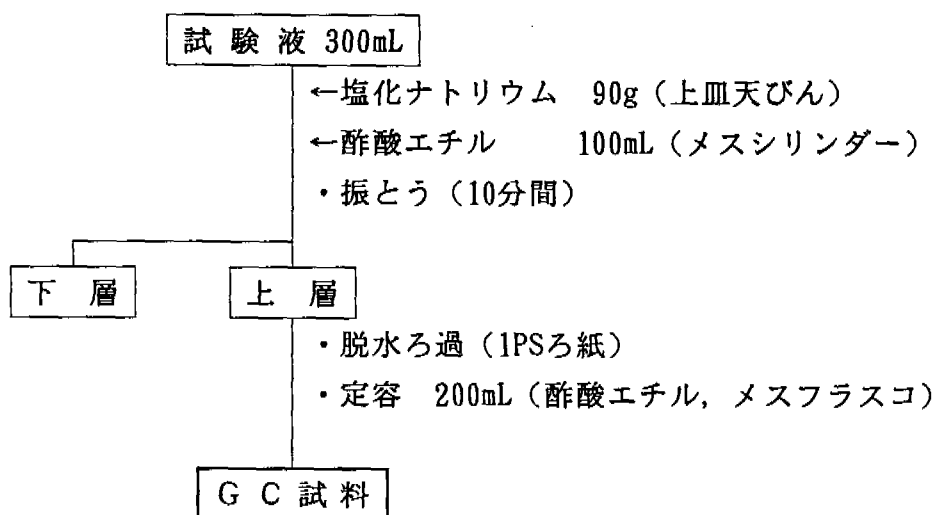 試験液 300mL
←塩化ナトリウム 90g（上皿天びん）
←酢酸エチル 100mL（メスシリンダー）
・振とう（10分間）
下層 上層
・脱水ろ過（1PSろ紙）
・定容 200mL（酢酸エチル，メスフラスコ）
GC試料